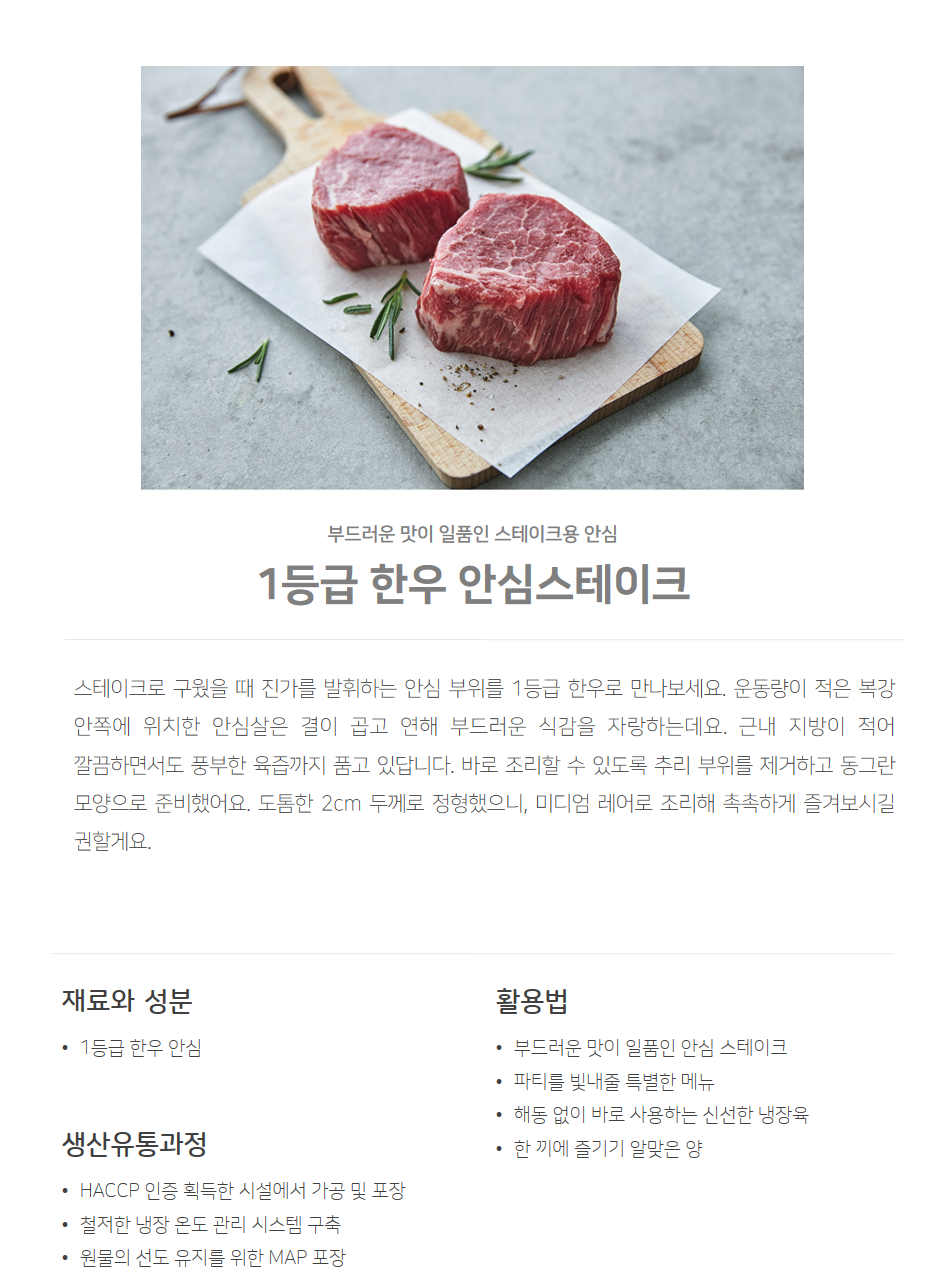 부드러운 맛이 일품인 스테이크용 안심
1등급 한우 안심스테이크
스테이크로 구웠을 때 진가를 발휘하는 안심 부위를 1등급 한우로 만나보세요. 운동량이 적은 복강
안쪽에 위치한 안심살은 결이 곱고 연해 부드러운 식감을 자랑하는데요. 근내 지방이 적어
깔끔하면서도 풍부한 육즙까지 품고 있답니다. 바로 조리할 수 있도록 추리 부위를 제거하고 동그란
모양으로 준비했어요. 도톰한 2cm 두께로 정형했으니, 미디엄 레어로 조리해 촉촉하게 즐겨보시길
권할게요.
재료와 성분
• 1등급 한우 안심
생산유통과정
• HACCP 인증 획득한 시설에서 가공 및 포장
• 철저한 냉장 온도 관리 시스템 구축
• 원물의 선도 유지를 위한 MAP 포장
활용법
• 부드러운 맛이 일품인 안심 스테이크
• 파티를 빛내줄 특별한 메뉴
• 해동 없이 바로 사용하는 신선한 냉장육
• 한 끼에 즐기기 알맞은 양